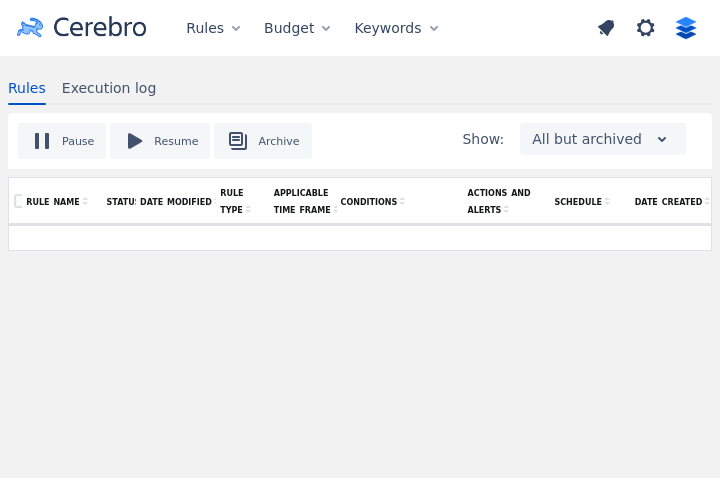 Cerebro
Rules
Budget
Keywords
Rules
Execution log
Pause
Resume
Archive
Show:
All but archived
RULE NAME
STATU
DATE MODIFIED
RULE
TYPE
APPLICABLE
TIME FRAME
CONDITIONS
ACTIONS AND
ALERTS
SCHEDULE
DATE CREATED